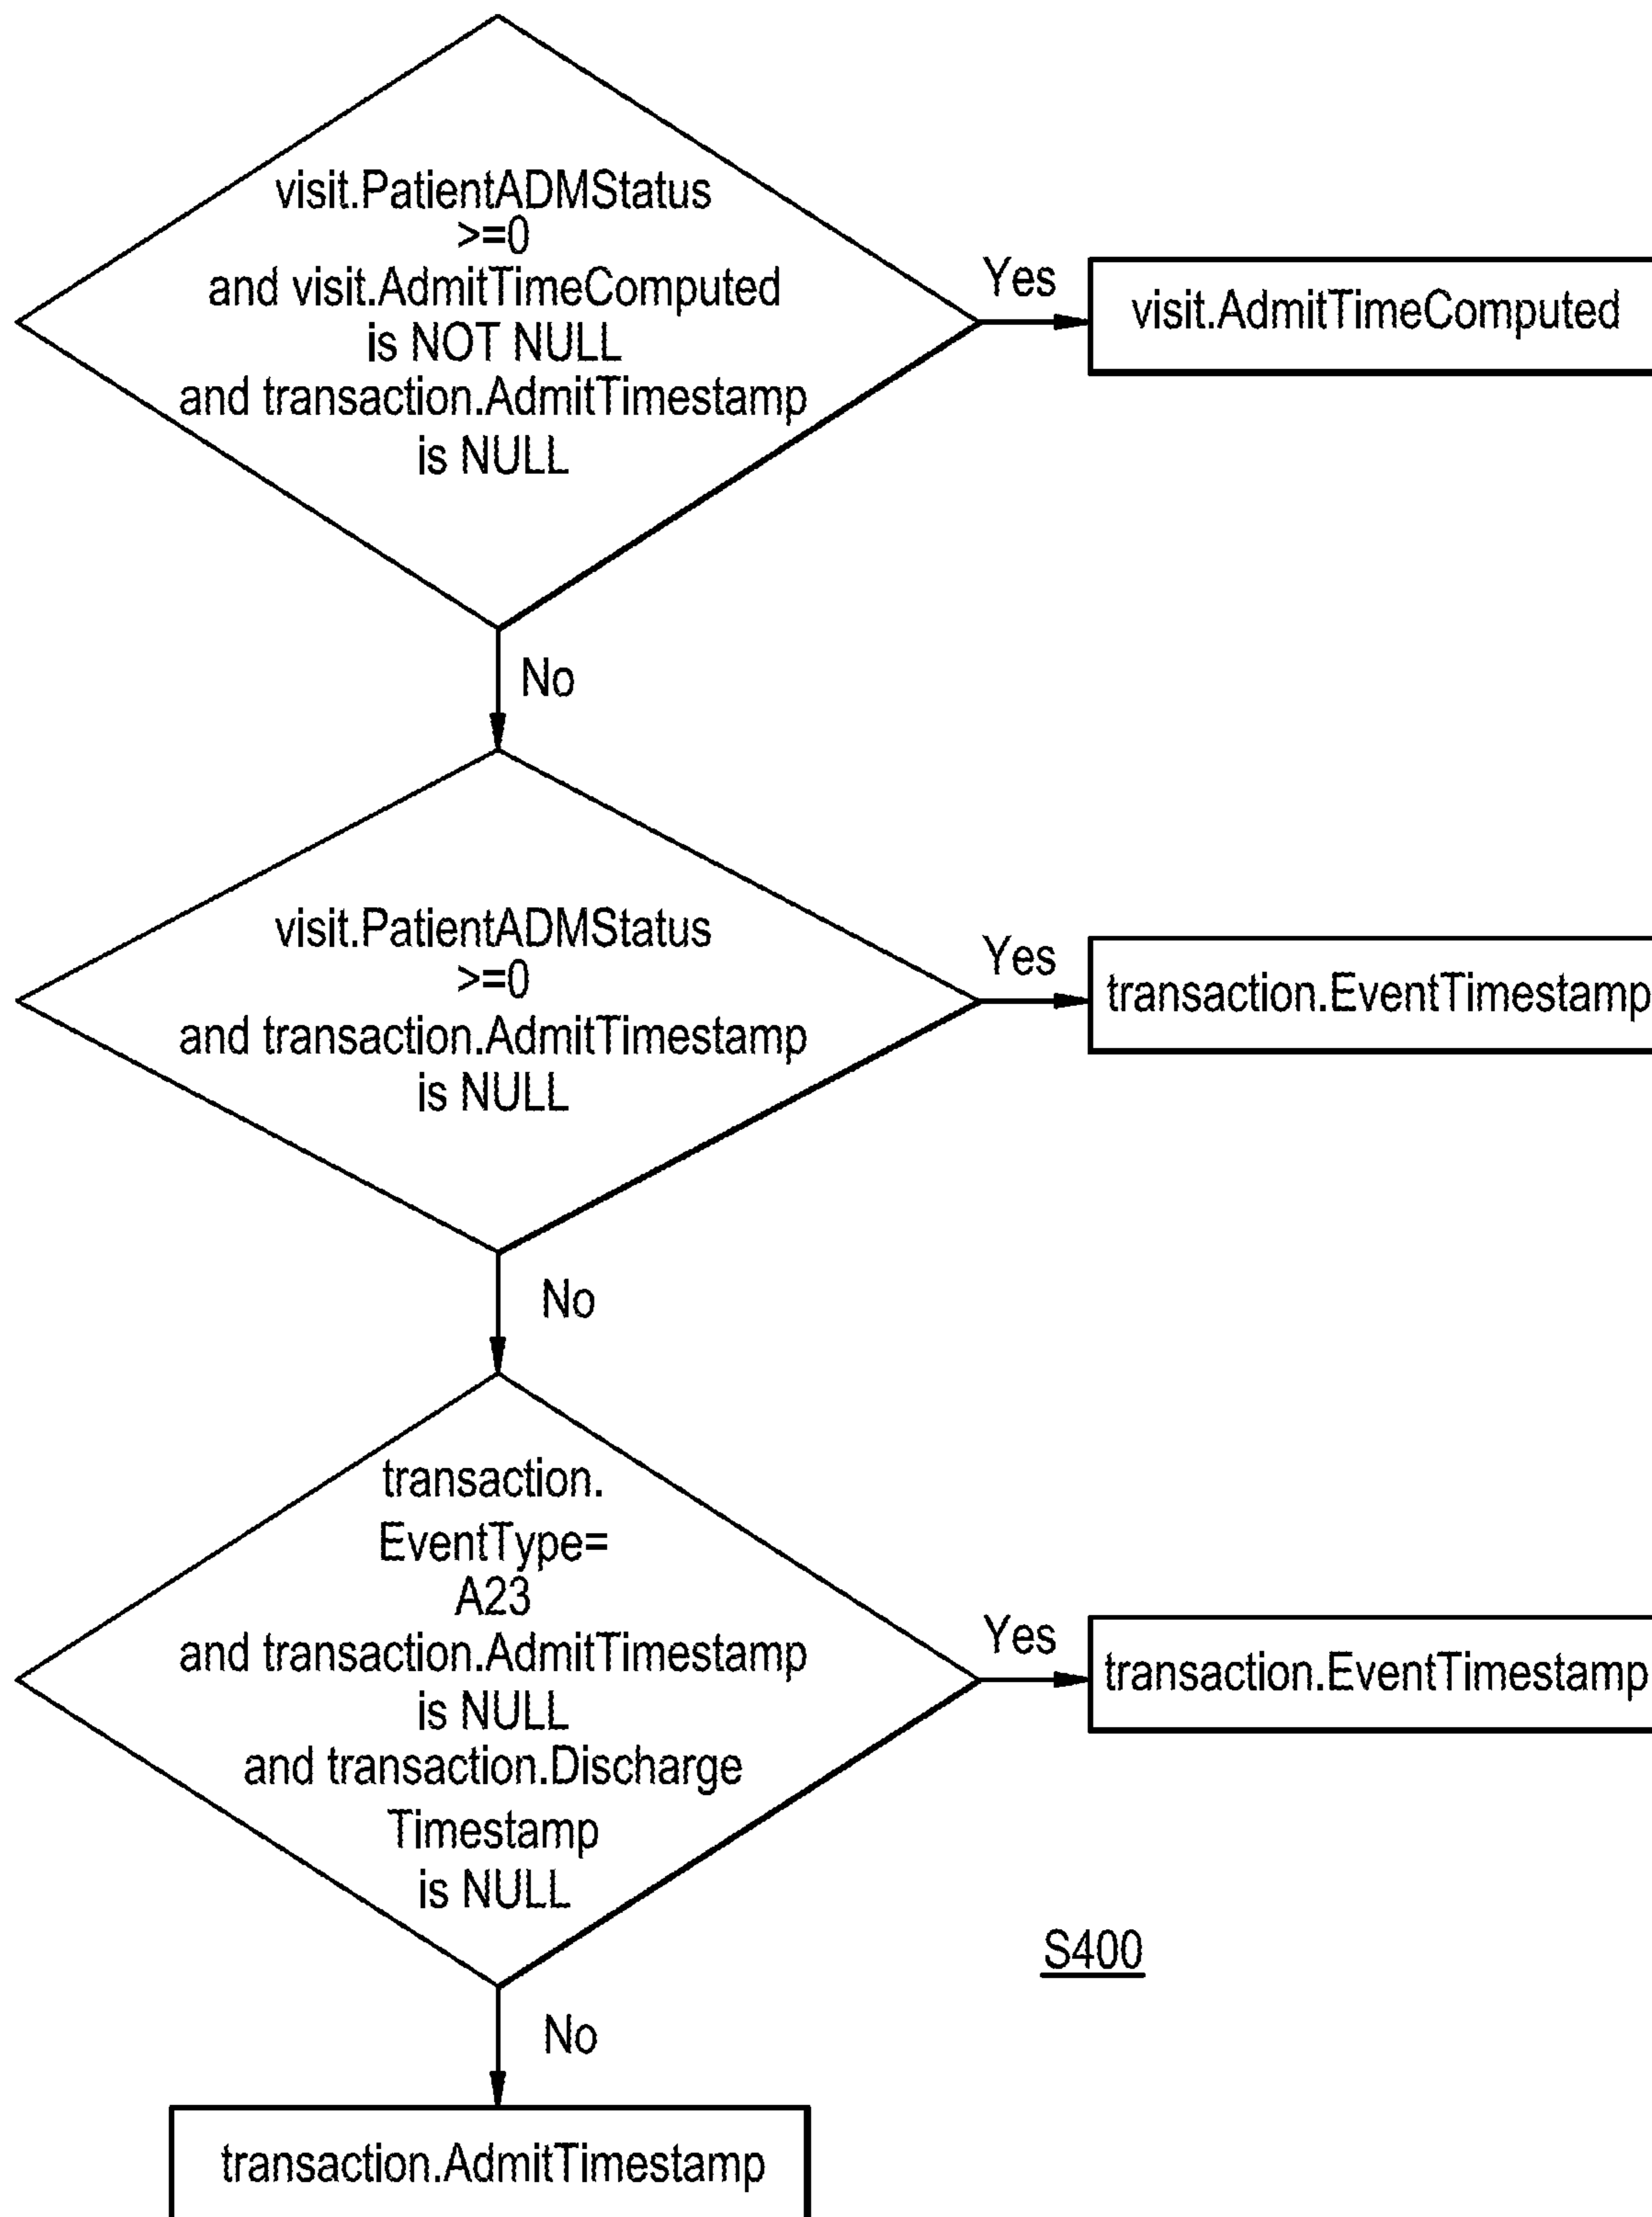 visit.PatientADMStatus
>=0
and visit.AdmitTimeComputed
is NOT NULL
and transaction.AdmitTimestamp
is NULL
Yes
visit.AdmitTimeComputed
No
visit.PatientADMStatus
>=0
and transaction.AdmitTimestamp
is NULL
Yes
transaction.EventTimestamp
No
transaction.
EventType=
A23
and transaction.AdmitTimestamp
is NULL
and transaction.Discharge
Timestamp
is NULL
Yes
transaction.EventTimestamp
S400
No
transaction.AdmitTimestamp